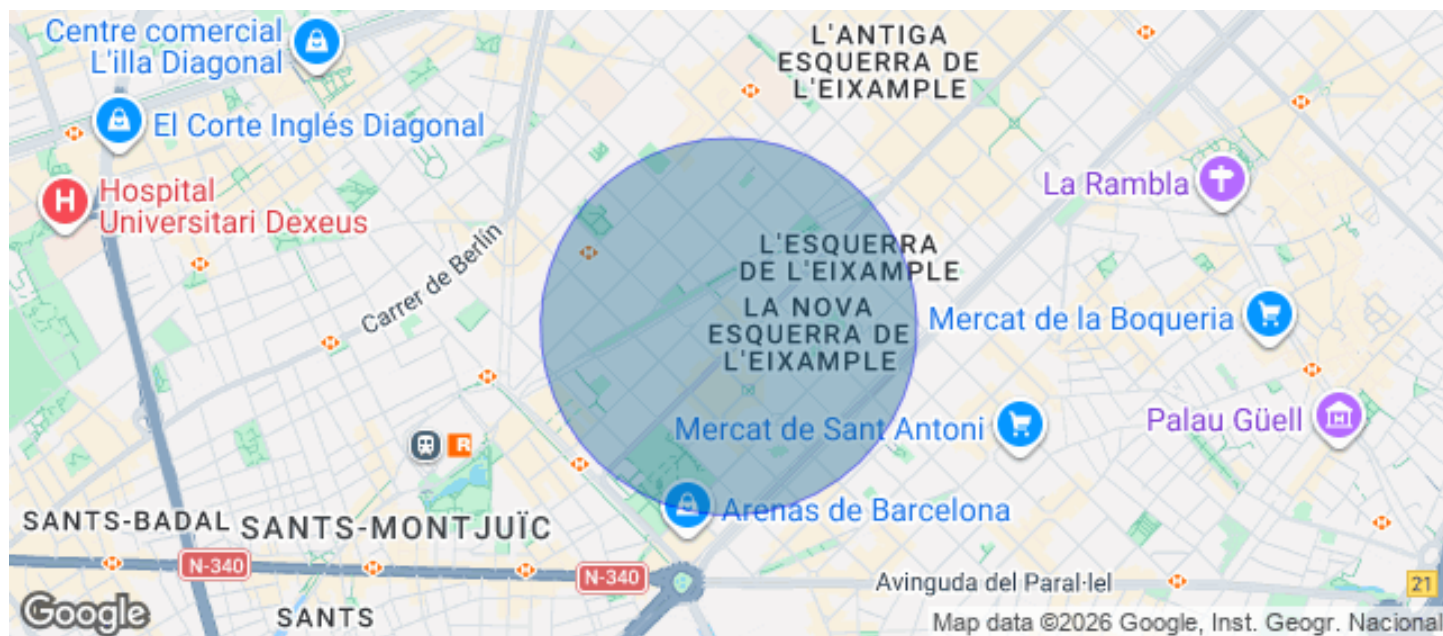 Centre comercial
L'illa Diagonal
El Corte Inglés Diagonal
Hospital
Universitari Dexeus
Carrer de Berlín
L'ANTIGA
ESQUERRA DE
L'EIXAMPLE
La Rambla
L'ESQUERRA
DE L'EIXAMPLE
LA NOVA
ESQUERRA DE
L'EIXAMPLE
Mercat de la Boqueria
Mercat de Sant Antoni
Palau Güell
R
Arenas de Barcelona
SANTS-BADAL
SANTS-MONTJUÏC
N-340
N-340
Avinguda del Paral·lel
21
SANTS
Google
Map data ©2026 Google, Inst. Geogr. Nacional
H